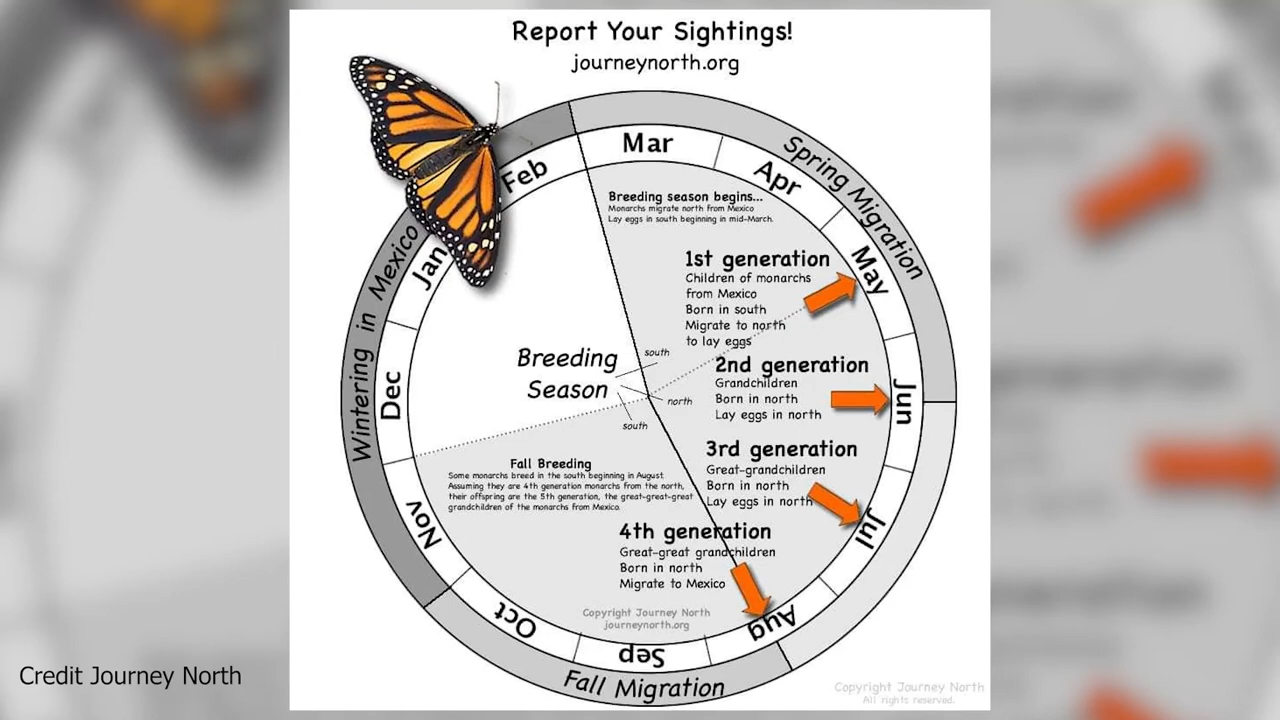 Report Your Sightings!
journeynorth.org
Mar
Apr
May
Jun
Jul
Aug
Sep
Oct
Nov
Dec
Jan
Feb
Spring Migration
Fall Migration
Wintering in Mexico
Breeding season begins...
Monarchs migrate north from Mexico
Lay eggs in south beginning in mid-March.
1st generation
Children of monarchs
from Mexico
Born in south
Migrate to north
to lay eggs
Breeding
Season
south
north
south
2nd generation
Grandchildren
Born in north
Lay eggs in north
3rd generation
Great-grandchildren
Born in north
Lay eggs in north
Fall Breeding
Some monarchs breed in the south beginning in August.
Assuming they are 4th generation monarchs from the north,
their offspring are the 5th generation, the great-great-great
grandchildren of the monarchs from Mexico.
4th generation
Great-great grandchildren
Born in north
Migrate to Mexico
Copyright Journey North
journeynorth.org
Credit Journey North
Copyright Journey North
All rights reserved.